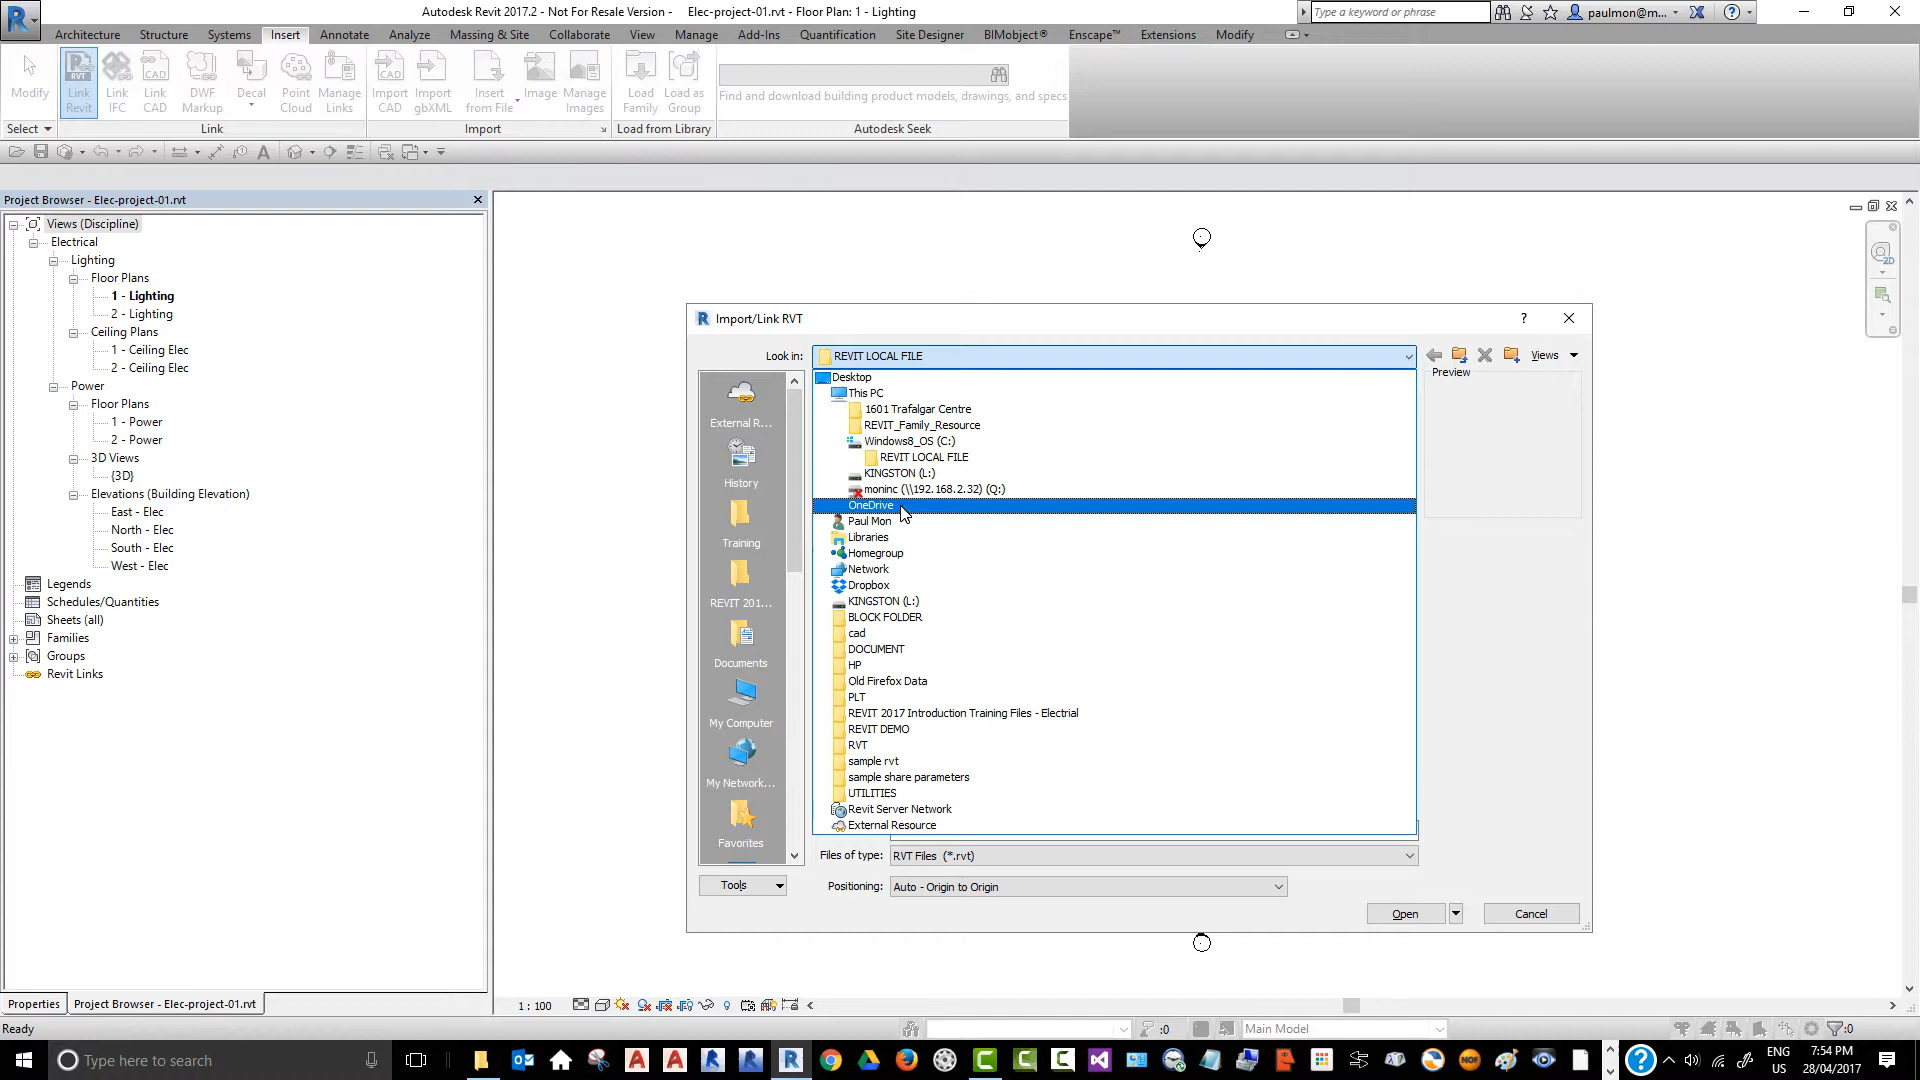 Autodesk Revit 2017.2 - Not For Resale Version - Elec-project-01.rvt - Floor Plan: 1 - Lighting
Type a keyword or phrase
paulmon@m...
Architecture Structure Systems Insert Annotate Analyze Massing & Site Collaborate View Manage Add-Ins Quantification Site Designer BIMobject® Enscape™ Extensions Modify
Modify
Link Revit
Link IFC
Link CAD
DWF Markup
Decal
Point Cloud
Manage Links
Import CAD
Import gbXML
Insert from File
Image
Manage Images
Load Family
Load as Group
Find and download building product models, drawings, and specs
Select Link Import Load from Library Autodesk Seek
Project Browser - Elec-project-01.rvt
Views (Discipline)
Electrical
Lighting
Floor Plans
1 - Lighting
2 - Lighting
Ceiling Plans
1 - Ceiling Elec
2 - Ceiling Elec
Power
Floor Plans
1 - Power
2 - Power
3D Views
{3D}
Elevations (Building Elevation)
East - Elec
North - Elec
South - Elec
West - Elec
Legends
Schedules/Quantities
Sheets (all)
Families
Groups
Revit Links
Import/Link RVT
Look in: REVIT LOCAL FILE
Views
Preview
External R...
History
Training
REVIT 201...
Documents
My Computer
My Network...
Favorites
Desktop
This PC
1601 Trafalgar Centre
REVIT_Family_Resource
Windows8_OS (C:)
REVIT LOCAL FILE
KINGSTON (L:)
moninc (\\192.168.2.32) (Q:)
OneDrive
Paul Mon
Libraries
Homegroup
Network
Dropbox
KINGSTON (L:)
BLOCK FOLDER
cad
DOCUMENT
HP
Old Firefox Data
PLT
REVIT 2017 Introduction Training Files - Electrial
REVIT DEMO
RVT
sample rvt
sample share parameters
UTILITIES
Revit Server Network
External Resource
Files of type: RVT Files (*.rvt)
Tools
Positioning: Auto - Origin to Origin
Open
Cancel
Properties
Project Browser - Elec-project-01.rvt
1 : 100
Ready
:0
Main Model
:0
Type here to search
ENG
US
7:54 PM
28/04/2017